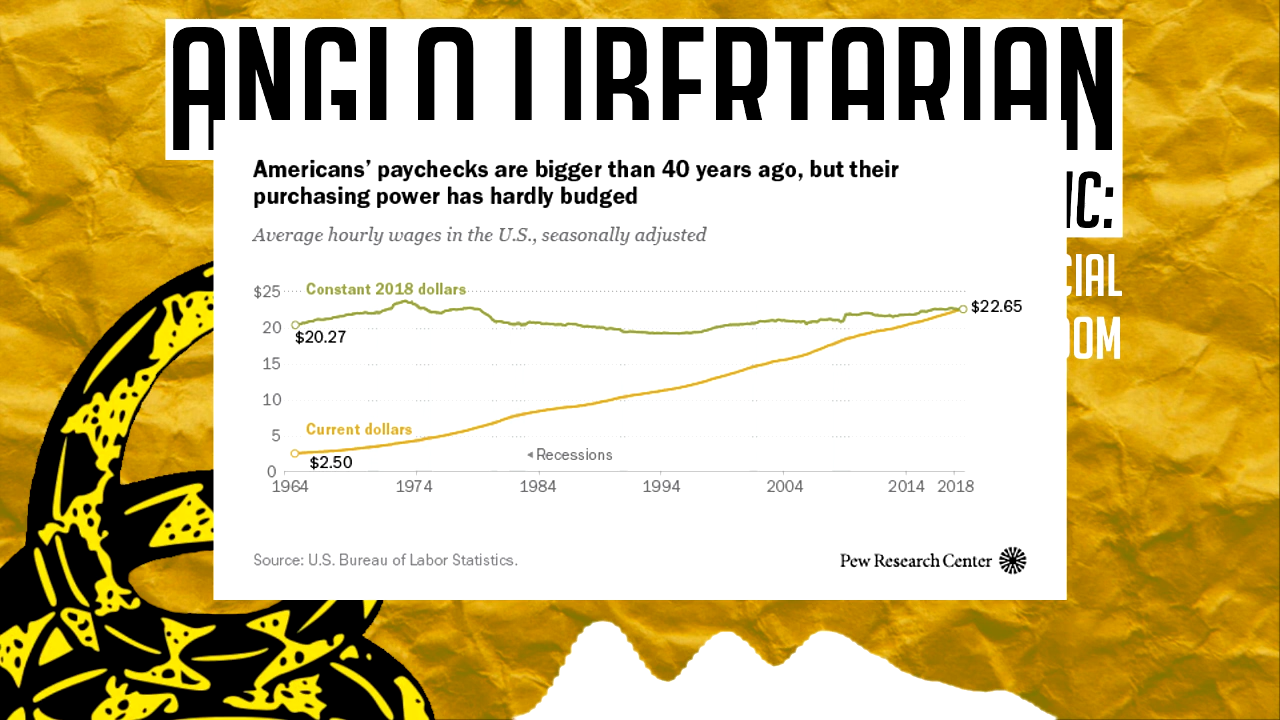 ANGLO LIBERTARIAN
IC:
CIAL
DOM
Americans’ paychecks are bigger than 40 years ago, but their
purchasing power has hardly budged
Average hourly wages in the U.S., seasonally adjusted
Constant 2018 dollars
$25
20
15
10
5
0
$20.27
$22.65
Current dollars
$2.50
Recessions
1964 1974 1984 1994 2004 2014 2018
Source: U.S. Bureau of Labor Statistics.
Pew Research Center